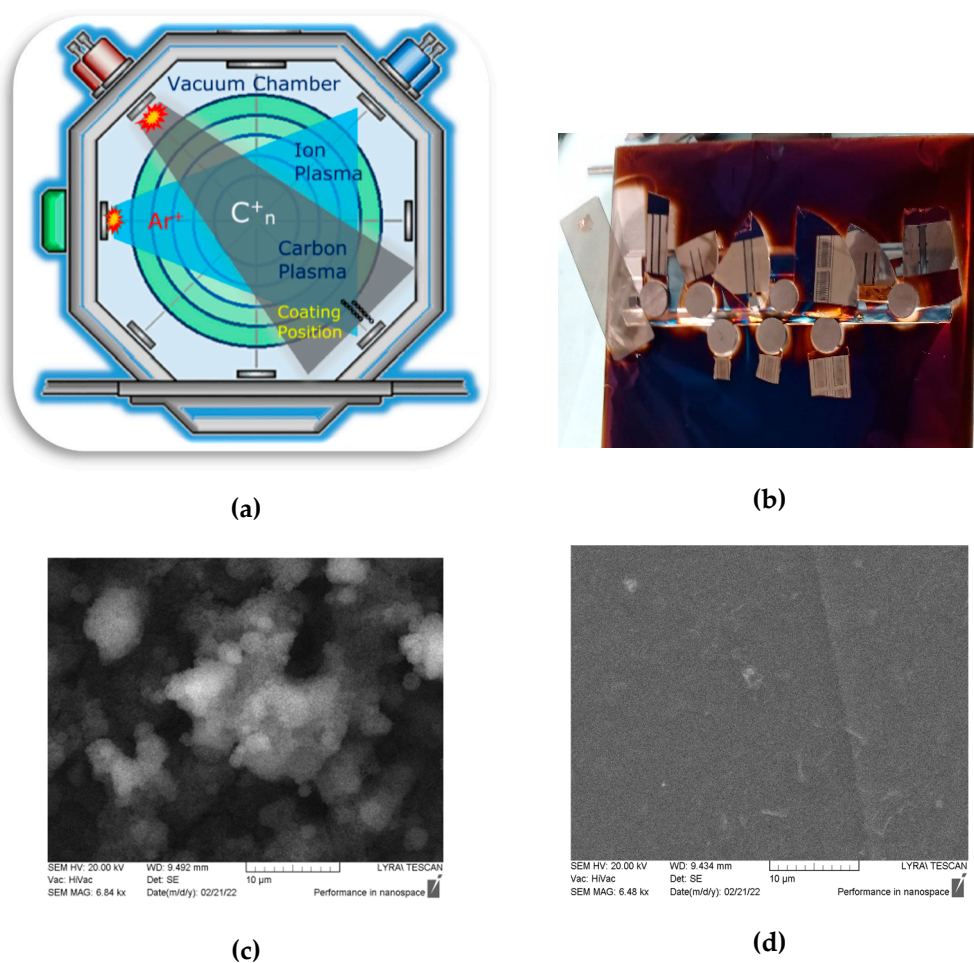 Vacuum Chamber
Ion
Plasma
Ar⁺
C⁺ₙ
Carbon
Plasma
Coating
Position
(a)
(b)
SEM HV: 20.00 kV WD: 9.492 mm LYRA\\ TESCAN
Vac: HiVac Det: SE 10 µm
SEM MAG: 6.84 kx Date(m/d/y): 02/21/22 Performance in nanospace
(c)
SEM HV: 20.00 kV WD: 9.434 mm LYRA\\ TESCAN
Vac: HiVac Det: SE 10 µm
SEM MAG: 6.48 kx Date(m/d/y): 02/21/22 Performance in nanospace
(d)